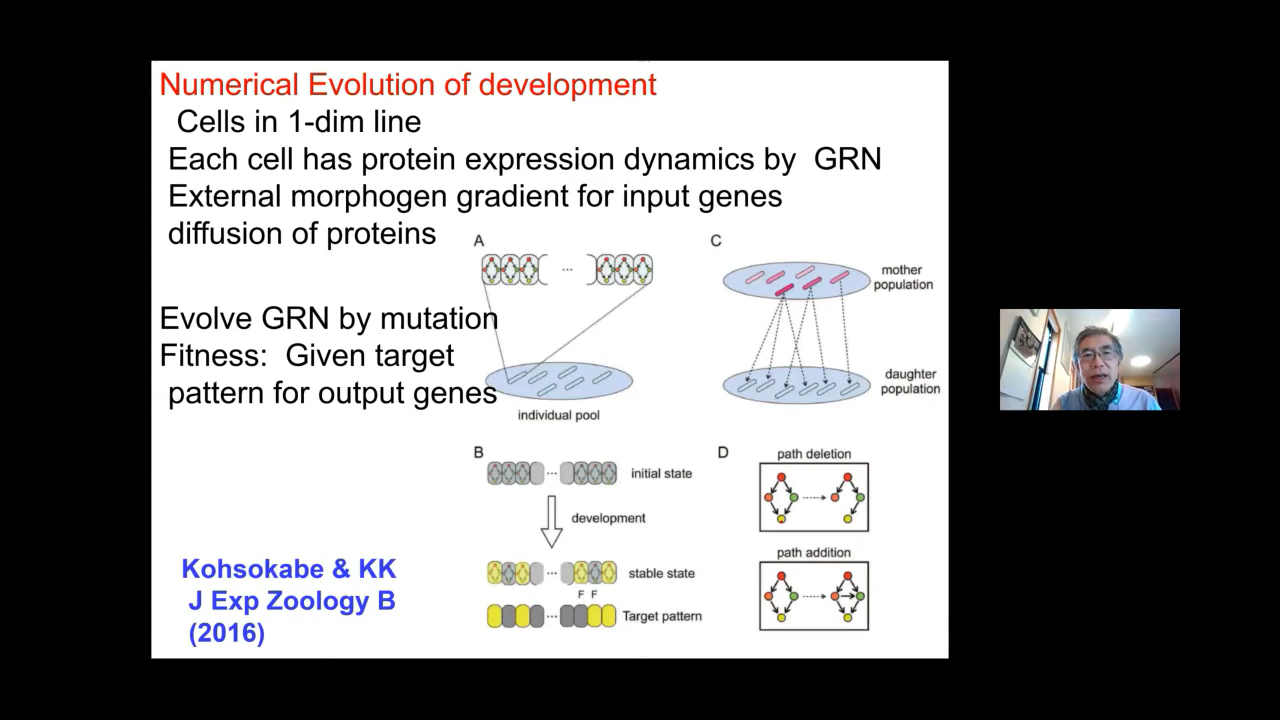 Numerical Evolution of development
Cells in 1-dim line
Each cell has protein expression dynamics by GRN
External morphogen gradient for input genes
diffusion of proteins
Evolve GRN by mutation
Fitness: Given target
pattern for output genes
Kohsokabe & KK
J Exp Zoology B
(2016)
A
...
individual pool
C
mother
population
daughter
population
B
...
initial state
development
...
stable state
F F
...
Target pattern
D
path deletion
path addition